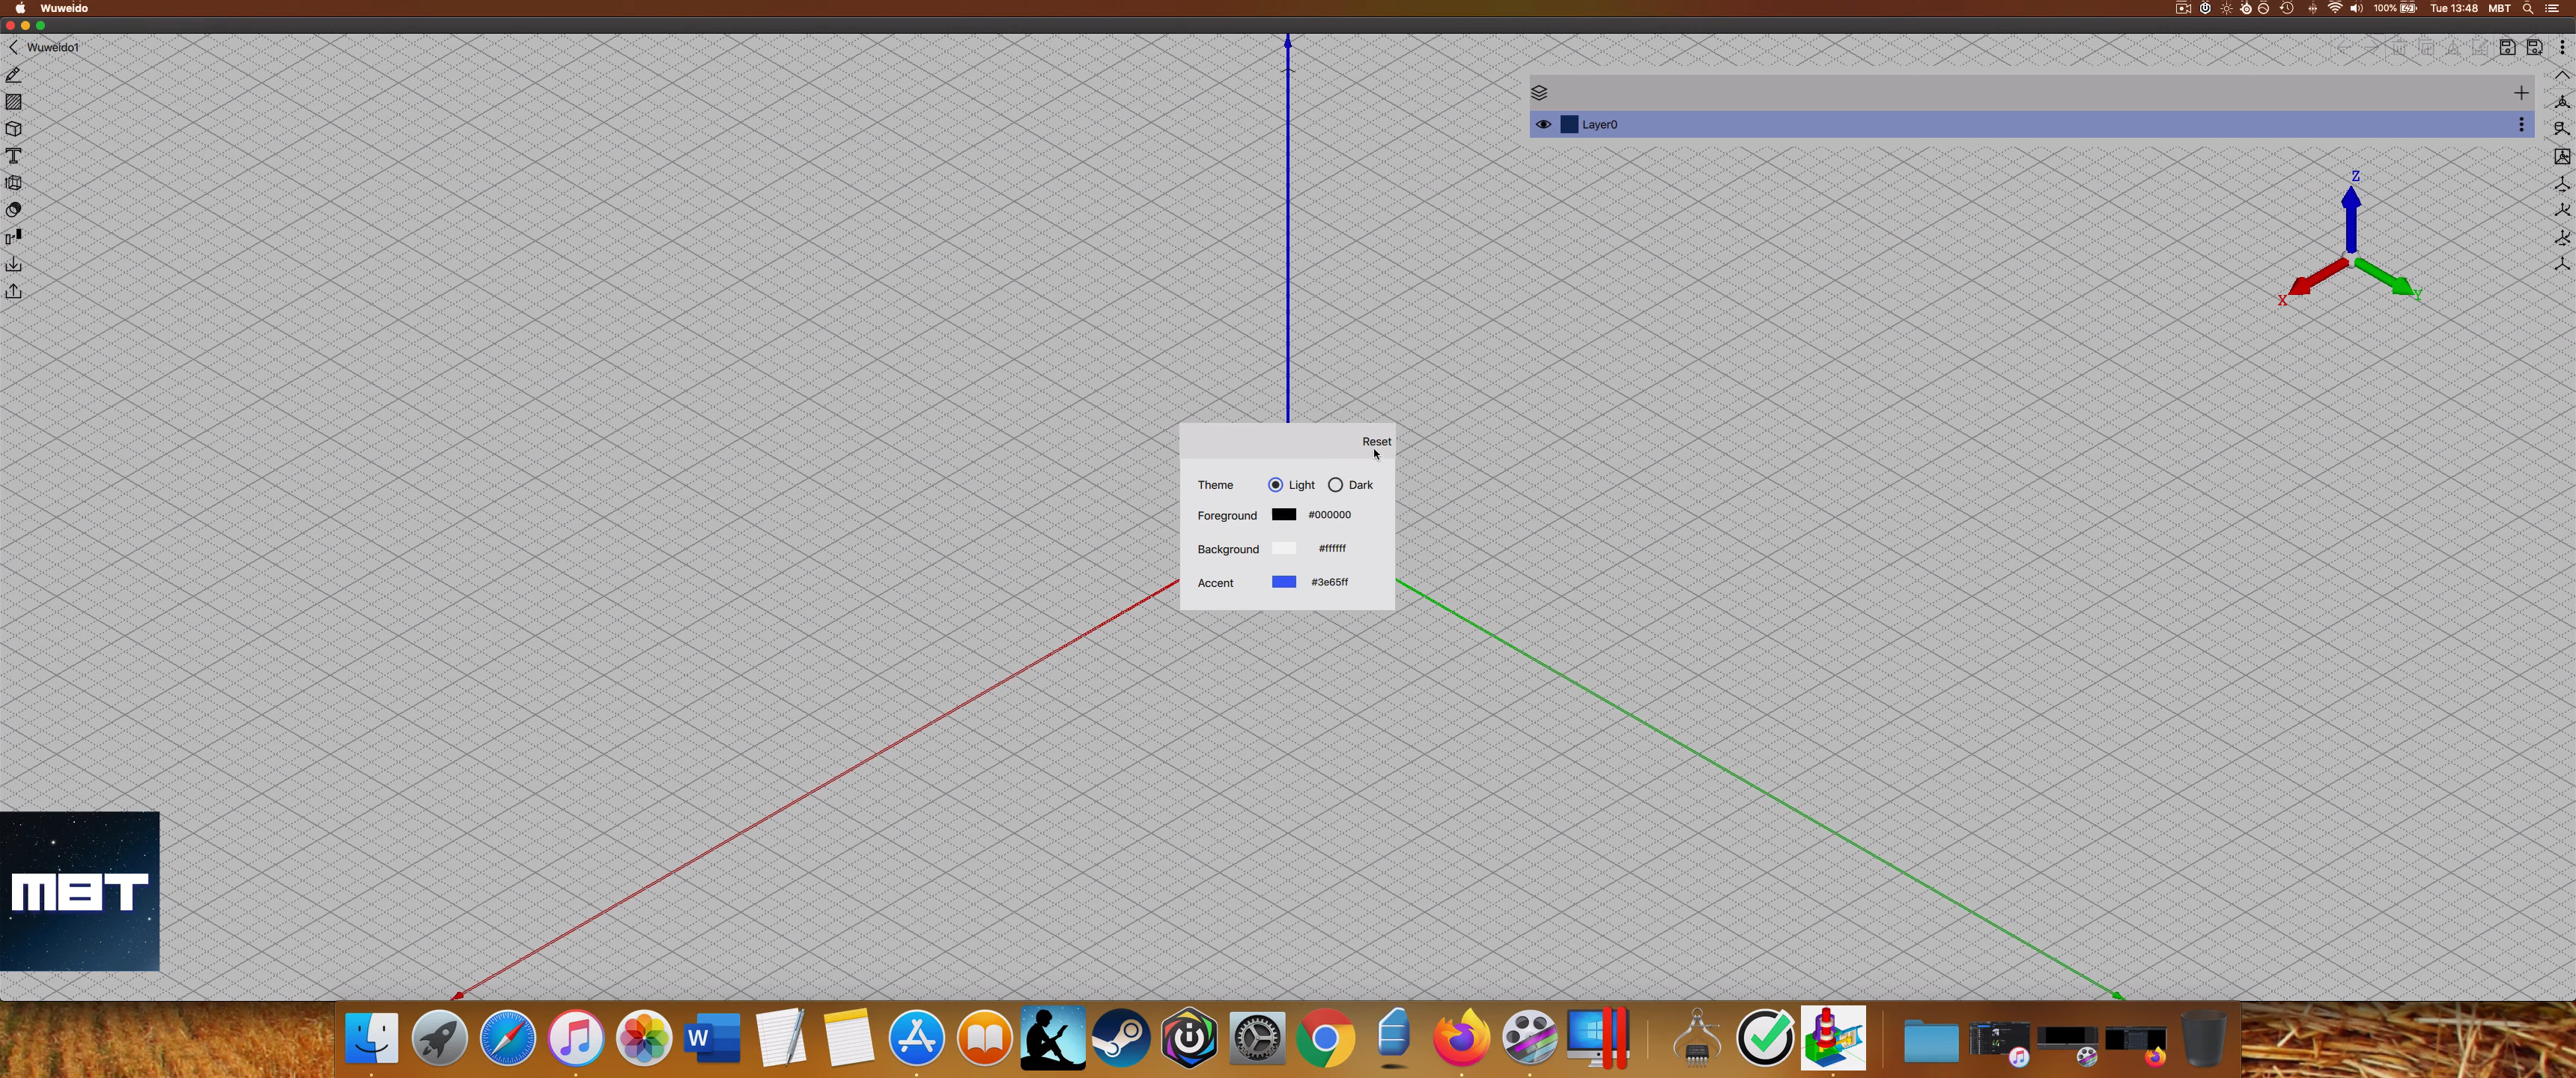 Wuweido
100%
Tue 13:48
MBT
Wuweido1
Layer0
Z
X
Y
Reset
Theme
Light
Dark
Foreground
#000000
Background
#ffffff
Accent
#3e65ff
MBT
W